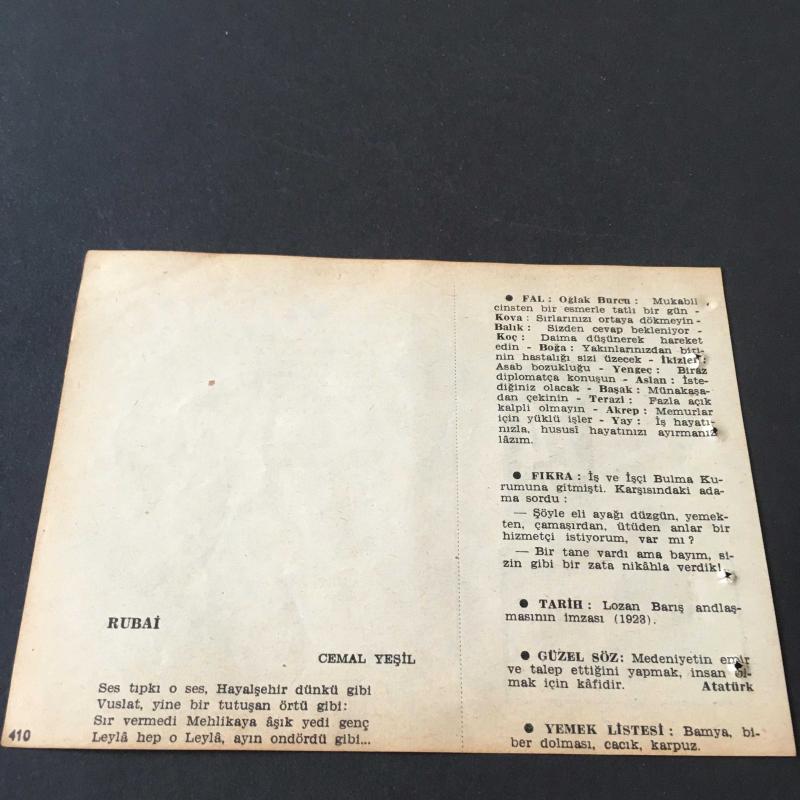 RUBAİ
CEMAL YEŞİL
Ses tıpkı o ses, Hayalşehir dünkü gibi
Vuslat, yine bir tutuşan örtü gibi:
Sır vermedi Mehlikaya âşık yedi genç
Leylâ hep o Leylâ, ayın ondördü gibi...
410
● FAL : Oğlak Burcu : Mukabil
cinsten bir esmerle tatlı bir gün -
Kova : Sırlarınızı ortaya dökmeyin -
Balık : Sizden cevap bekleniyor -
Koç : Daima düşünerek hareket
edin - Boğa : Yakınlarınızdan biri-
nin hastalığı sizi üzecek - İkizler :
Asab bozukluğu - Yengeç : Biraz
diplomatça konuşun - Aslan : İste-
diğiniz olacak - Başak : Münakaşa-
dan çekinin - Terazi : Fazla açık
kalpli olmayın - Akrep : Memurlar
için yüklü işler - Yay : İş hayatı-
nızla, hususî hayatınızı ayırmanız
lâzım.
● FIKRA : İş ve İşçi Bulma Ku-
rumuna gitmişti. Karşısındaki ada-
ma sordu :
— Şöyle eli ayağı düzgün, yemek-
ten, çamaşırdan, ütüden anlar bir
hizmetçi istiyorum, var mı ?
— Bir tane vardı ama bayım, si-
zin gibi bir zata nikâhla verdik!.
● TARİH : Lozan Barış andlaş-
masının imzası (1923).
● GÜZEL SÖZ: Medeniyetin emir
ve talep ettiğini yapmak, insan ol-
mak için kâfidir. Atatürk
● YEMEK LİSTESİ : Bamya, bi-
ber dolması, cacık, karpuz.